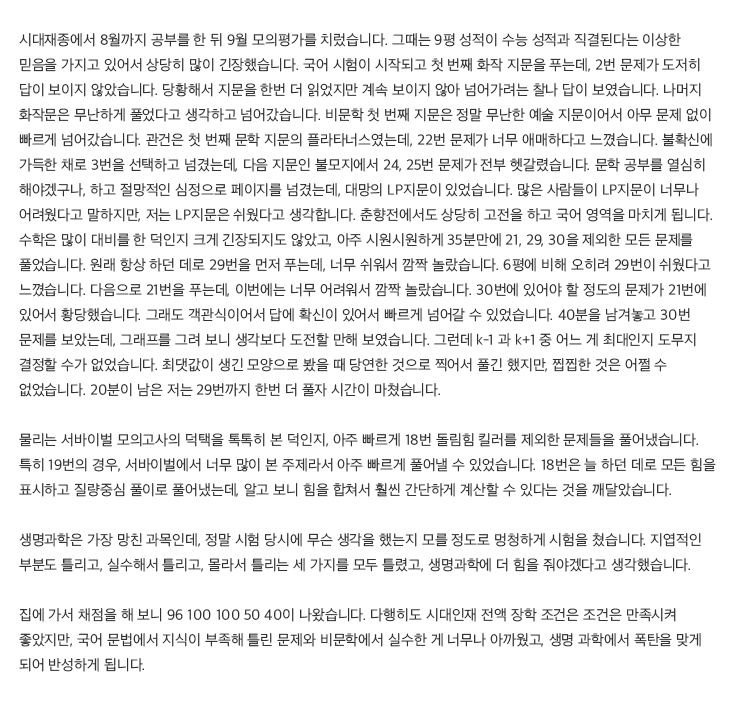 시대재종에서 8월까지 공부를 한 뒤 9월 모의평가를 치렀습니다. 그때는 9평 성적이 수능 성적과 직결된다는 이상한
믿음을 가지고 있어서 상당히 많이 긴장했습니다. 국어 시험이 시작되고 첫 번째 화작 지문을 푸는데, 2번 문제가 도저히
답이 보이지 않았습니다. 당황해서 지문을 한번 더 읽었지만 계속 보이지 않아 넘어가려는 찰나 답이 보였습니다. 나머지
화작문은 무난하게 풀었다고 생각하고 넘어갔습니다. 비문학 첫 번째 지문은 정말 무난한 예술 지문이어서 아무 문제 없이
빠르게 넘어갔습니다. 관건은 첫 번째 문학 지문의 플라타너스였는데, 22번 문제가 너무 애매하다고 느꼈습니다. 불확신에
가득한 채로 3번을 선택하고 넘겼는데, 다음 지문인 불모지에서 24, 25번 문제가 전부 헷갈렸습니다. 문학 공부를 열심히
해야겠구나, 하고 절망적인 심정으로 페이지를 넘겼는데, 대망의 LP지문이 있었습니다. 많은 사람들이 LP지문이 너무나
어려웠다고 말하지만, 저는 LP지문은 쉬웠다고 생각합니다. 춘향전에서도 상당히 고전을 하고 국어 영역을 마치게 됩니다.
수학은 많이 대비를 한 덕인지 크게 긴장되지도 않았고, 아주 시원시원하게 35분만에 21, 29, 30을 제외한 모든 문제를
풀었습니다. 원래 항상 하던 데로 29번을 먼저 푸는데, 너무 쉬워서 깜짝 놀랐습니다. 6평에 비해 오히려 29번이 쉬웠다고
느꼈습니다. 다음으로 21번을 푸는데, 이번에는 너무 어려워서 깜짝 놀랐습니다. 30번에 있어야 할 정도의 문제가 21번에
있어서 황당했습니다. 그래도 객관식이어서 답에 확신이 있어서 빠르게 넘어갈 수 있었습니다. 40분을 남겨놓고 30번
문제를 보았는데, 그래프를 그려 보니 생각보다 도전할 만해 보였습니다. 그런데 k-1 과 k+1 중 어느 게 최대인지 도무지
결정할 수가 없었습니다. 최댓값이 생긴 모양으로 봤을 때 당연한 것으로 찍어서 풀긴 했지만, 찝찝한 것은 어쩔 수
없었습니다. 20분이 남은 저는 29번까지 한번 더 풀자 시간이 마쳤습니다.
물리는 서바이벌 모의고사의 덕택을 톡톡히 본 덕인지, 아주 빠르게 18번 돌림힘 킬러를 제외한 문제들을 풀어냈습니다.
특히 19번의 경우, 서바이벌에서 너무 많이 본 주제라서 아주 빠르게 풀어낼 수 있었습니다. 18번은 늘 하던 데로 모든 힘을
표시하고 질량중심 풀이로 풀어냈는데, 알고 보니 힘을 합쳐서 훨씬 간단하게 계산할 수 있다는 것을 깨달았습니다.
생명과학은 가장 망친 과목인데, 정말 시험 당시에 무슨 생각을 했는지 모를 정도로 멍청하게 시험을 쳤습니다. 지엽적인
부분도 틀리고, 실수해서 틀리고, 몰라서 틀리는 세 가지를 모두 틀렸고, 생명과학에 더 힘을 줘야겠다고 생각했습니다.
집에 가서 채점을 해 보니 96 100 100 50 40이 나왔습니다. 다행히도 시대인재 전액 장학 조건은 조건은 만족시켜
좋았지만, 국어 문법에서 지식이 부족해 틀린 문제와 비문학에서 실수한 게 너무나 아까웠고, 생명 과학에서 폭탄을 맞게
되어 반성하게 됩니다.